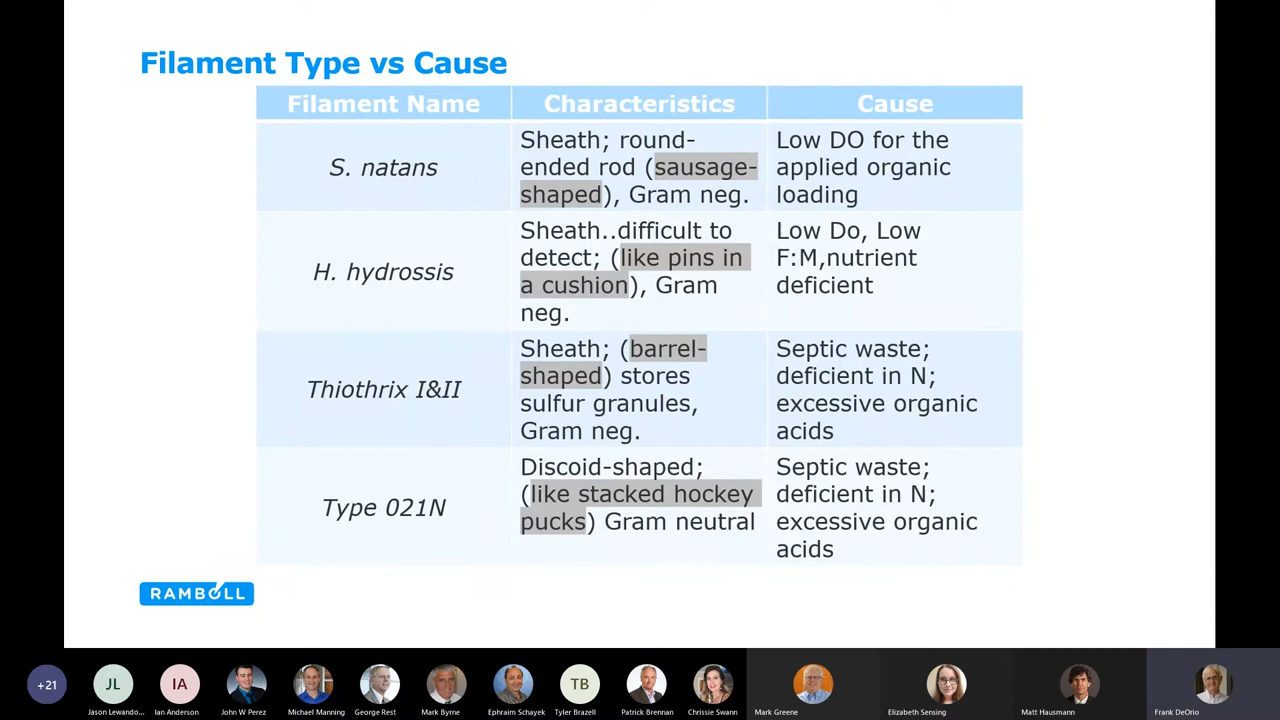 Filament Type vs Cause
Filament Name
Characteristics
Cause
S. natans
Sheath; round-
ended rod (sausage-
shaped), Gram neg.
Low DO for the
applied organic
loading
H. hydrossis
Sheath..difficult to
detect; (like pins in
a cushion), Gram
neg.
Low Do, Low
F:M,nutrient
deficient
Thiothrix I&II
Sheath; (barrel-
shaped) stores
sulfur granules,
Gram neg.
Septic waste;
deficient in N;
excessive organic
acids
Type 021N
Discoid-shaped;
(like stacked hockey
pucks) Gram neutral
Septic waste;
deficient in N;
excessive organic
acids
RAMBOLL
+21
JL
IA
TB
Jason Lewando...
Ian Anderson
John W Perez
Michael Manning
George Rest
Mark Byrne
Ephraim Schayek
Tyler Brazell
Patrick Brennan
Chrissie Swann
Mark Greene
Elizabeth Sensing
Matt Hausmann
Frank DeOrio